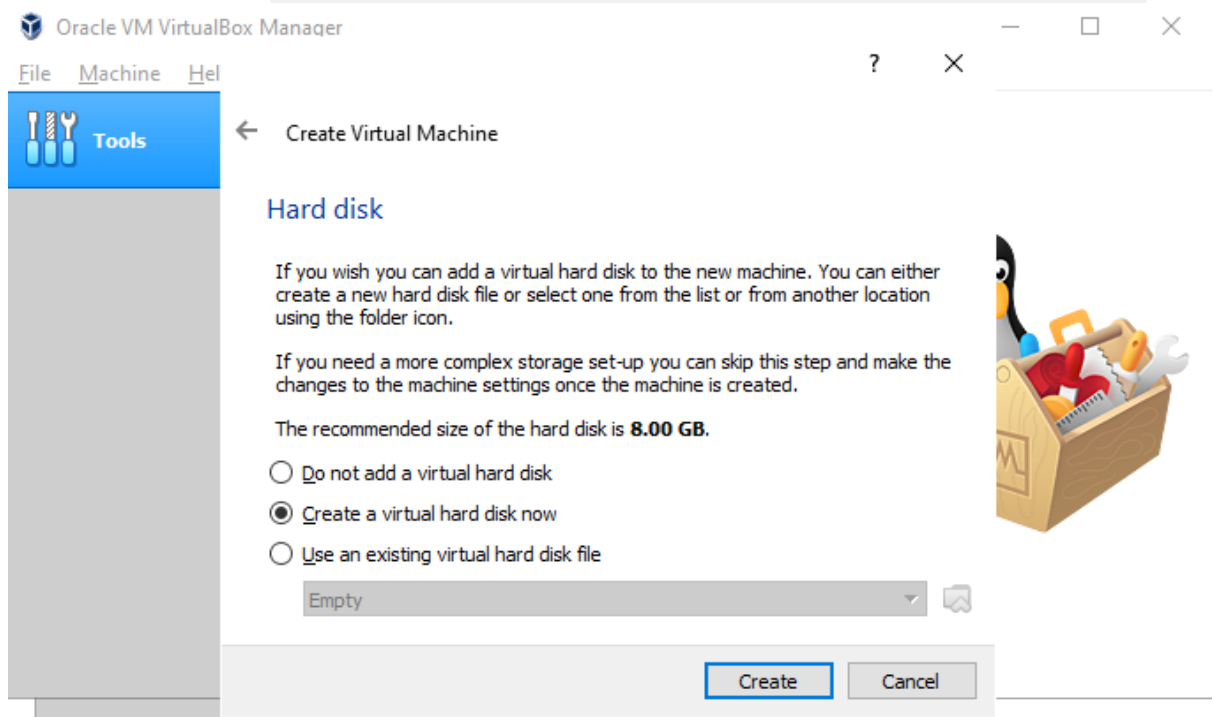 Oracle VM VirtualBox Manager
File Machine Hel
?
Tools
Create Virtual Machine
Hard disk
If you wish you can add a virtual hard disk to the new machine. You can either
create a new hard disk file or select one from the list or from another location
using the folder icon.
If you need a more complex storage set-up you can skip this step and make the
changes to the machine settings once the machine is created.
The recommended size of the hard disk is 8.00 GB.
Do not add a virtual hard disk
Create a virtual hard disk now
Use an existing virtual hard disk file
Empty
Create Cancel